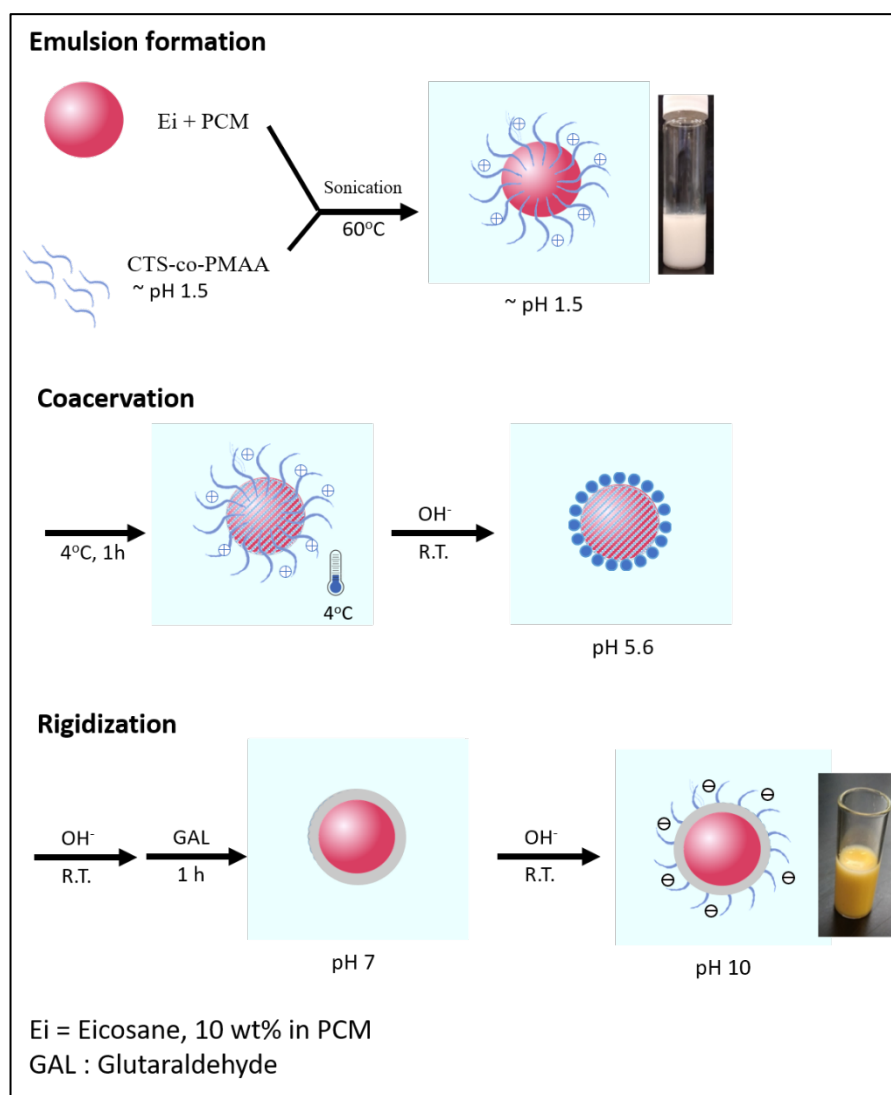 Emulsion formation
Ei + PCM
Sonication
60°C
CTS-co-PMAA
~ pH 1.5
⊕ ⊕ ⊕ ⊕ ⊕ ⊕ ⊕
~ pH 1.5
Coacervation
4°C, 1h
⊕ ⊕ ⊕ ⊕ ⊕ ⊕ ⊕
4°C
OH⁻
R.T.
pH 5.6
Rigidization
OH⁻
R.T.
GAL
1 h
pH 7
OH⁻
R.T.
⊖ ⊖ ⊖ ⊖ ⊖ ⊖ ⊖
pH 10
Ei = Eicosane, 10 wt% in PCM
GAL : Glutaraldehyde